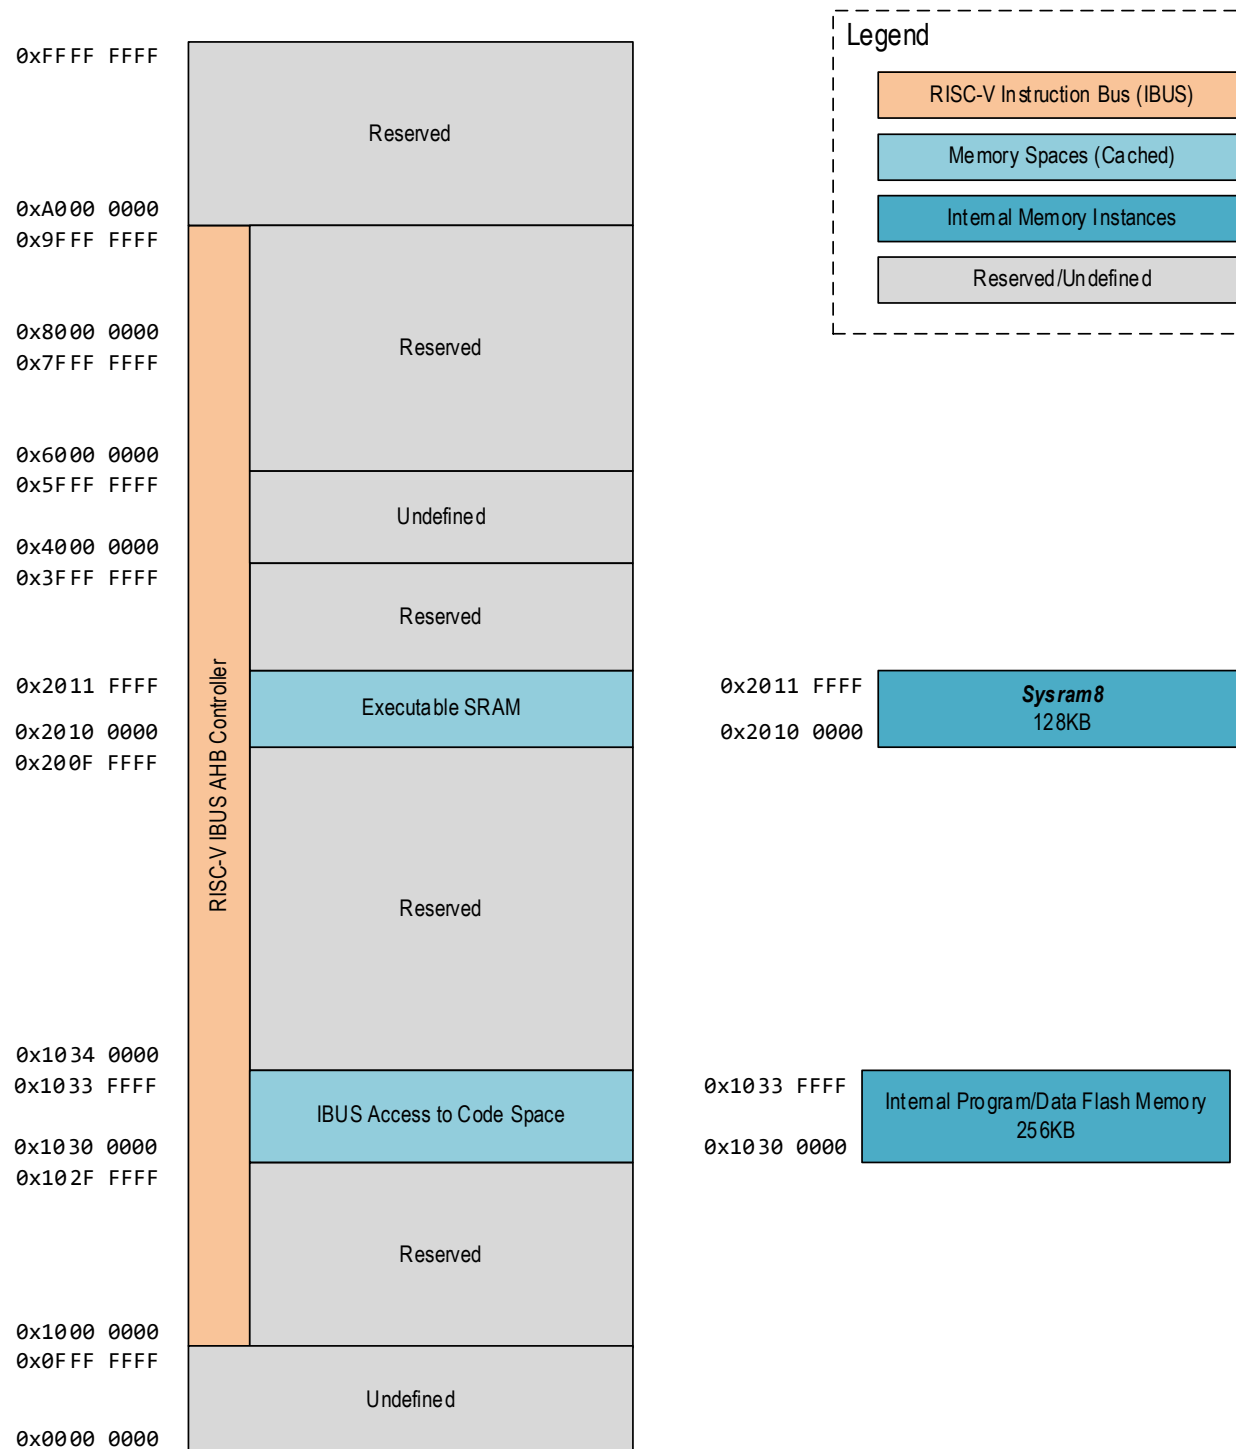 Legend
RISC-V Instruction Bus (IBUS)
Memory Spaces (Cached)
Internal Memory Instances
Reserved/Undefined
0xFFFF FFFF
Reserved
0xA000 0000
0x9FFF FFFF
0x8000 0000
Reserved
0x7FFF FFFF
0x6000 0000
0x5FFF FFFF
Undefined
0x4000 0000
0x3FFF FFFF
Reserved
RISC-V IBUS AHB Controller
0x2011 FFFF
Executable SRAM
0x2010 0000
0x200F FFFF
0x2011 FFFF
Sysram8
128KB
0x2010 0000
Reserved
0x1034 0000
0x1033 FFFF
IBUS Access to Code Space
0x1030 0000
0x102F FFFF
0x1033 FFFF
Internal Program/Data Flash Memory
256KB
0x1030 0000
Reserved
0x1000 0000
0x0FFF FFFF
Undefined
0x0000 0000